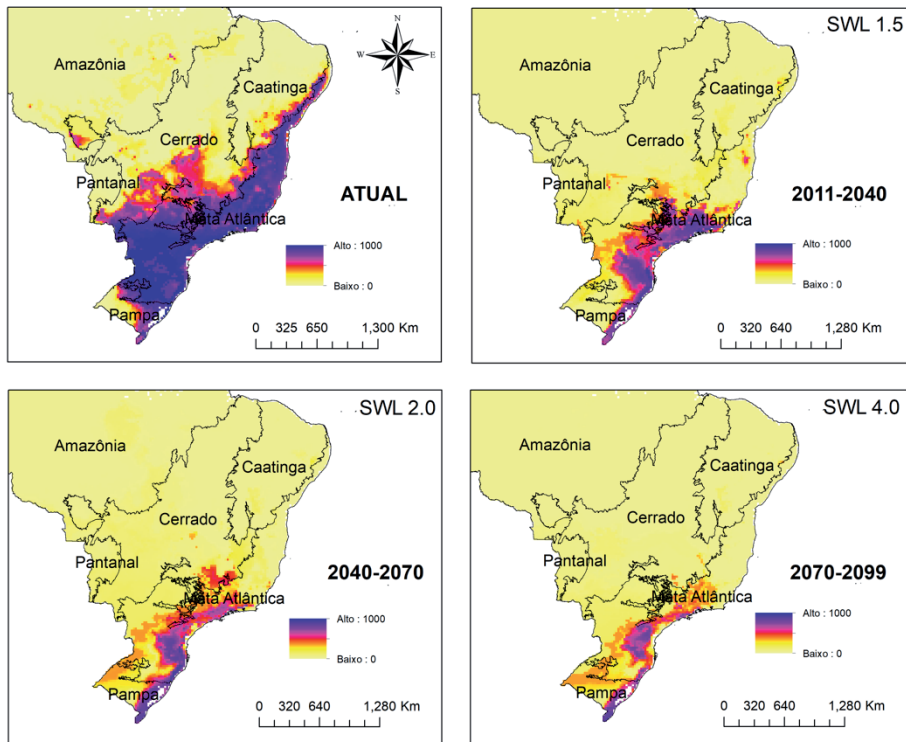 Amazônia
Caatinga
Cerrado
Pantanal
ATUAL
Mata Atlântica
Pampa
N
W E
S
Alto : 1000
Baixo : 0
0 325 650 1,300 Km
SWL 1.5
Amazônia
Caatinga
Cerrado
Pantanal
2011-2040
Mata Atlântica
Pampa
Alto : 1000
Baixo : 0
0 320 640 1,280 Km
SWL 2.0
Amazônia
Caatinga
Cerrado
Pantanal
2040-2070
Mata Atlântica
Pampa
Alto : 1000
Baixo : 0
0 320 640 1,280 Km
SWL 4.0
Amazônia
Caatinga
Cerrado
Pantanal
2070-2099
Mata Atlântica
Pampa
Alto : 1000
Baixo : 0
0 320 640 1,280 Km